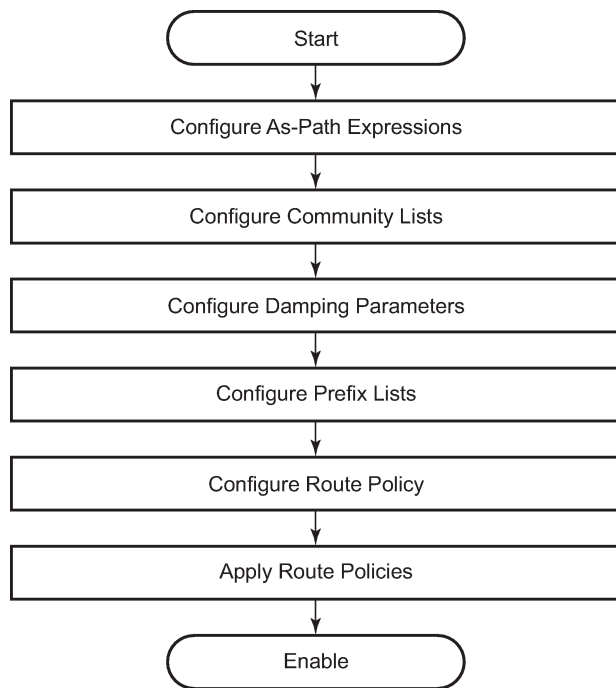 Start
Configure As-Path Expressions
Configure Community Lists
Configure Damping Parameters
Configure Prefix Lists
Configure Route Policy
Apply Route Policies
Enable